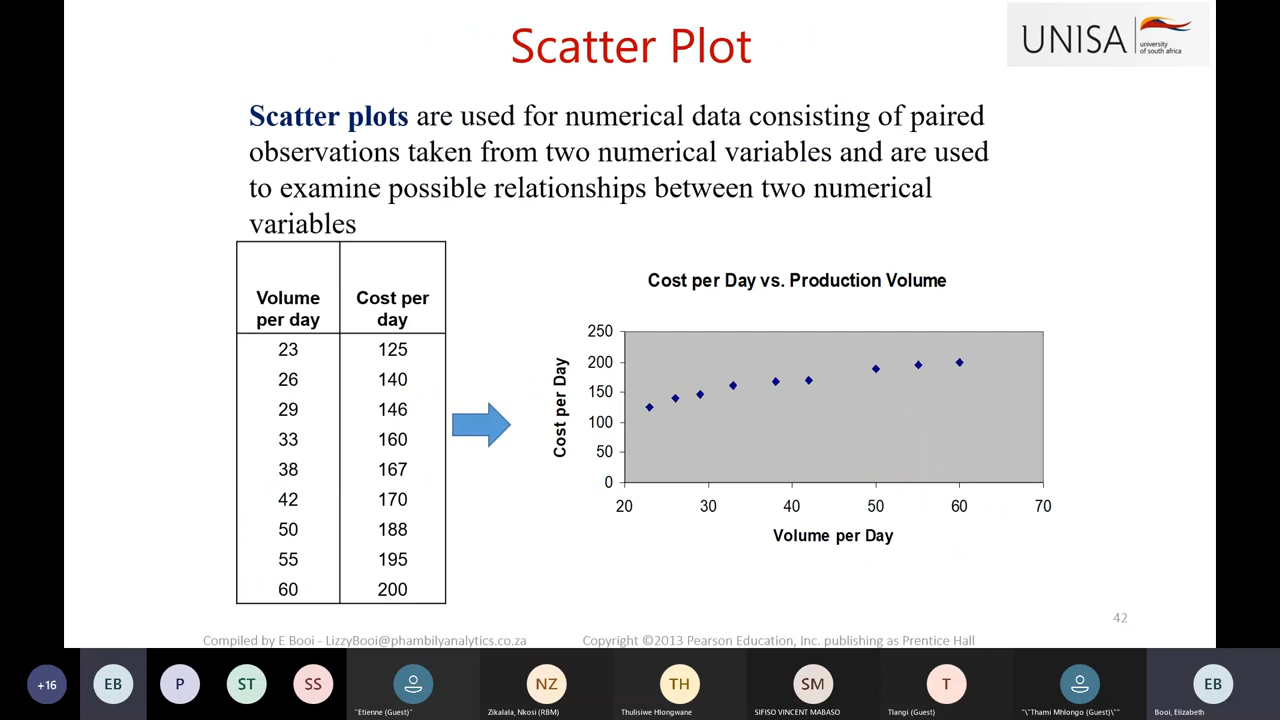 Scatter Plot
UNISA
university
of south africa
Scatter plots are used for numerical data consisting of paired
observations taken from two numerical variables and are used
to examine possible relationships between two numerical
variables
Volume per day Cost per day
23 125
26 140
29 146
33 160
38 167
42 170
50 188
55 195
60 200
Cost per Day vs. Production Volume
Cost per Day
250
200
150
100
50
0
20 30 40 50 60 70
Volume per Day
42
Compiled by E Booi - LizzyBooi@phambilyanalytics.co.za Copyright ©2013 Pearson Education, Inc. publishing as Prentice Hall
+16 EB P ST SS NZ TH SM T EB
"Etienne (Guest)" Zikalala, Nkosi (RBM) Thulisiwe Hlongwane SIFISO VINCENT MABASO Tlangi (Guest) "\"Thami Mhlongo (Guest)\"" Booi, Elizabeth